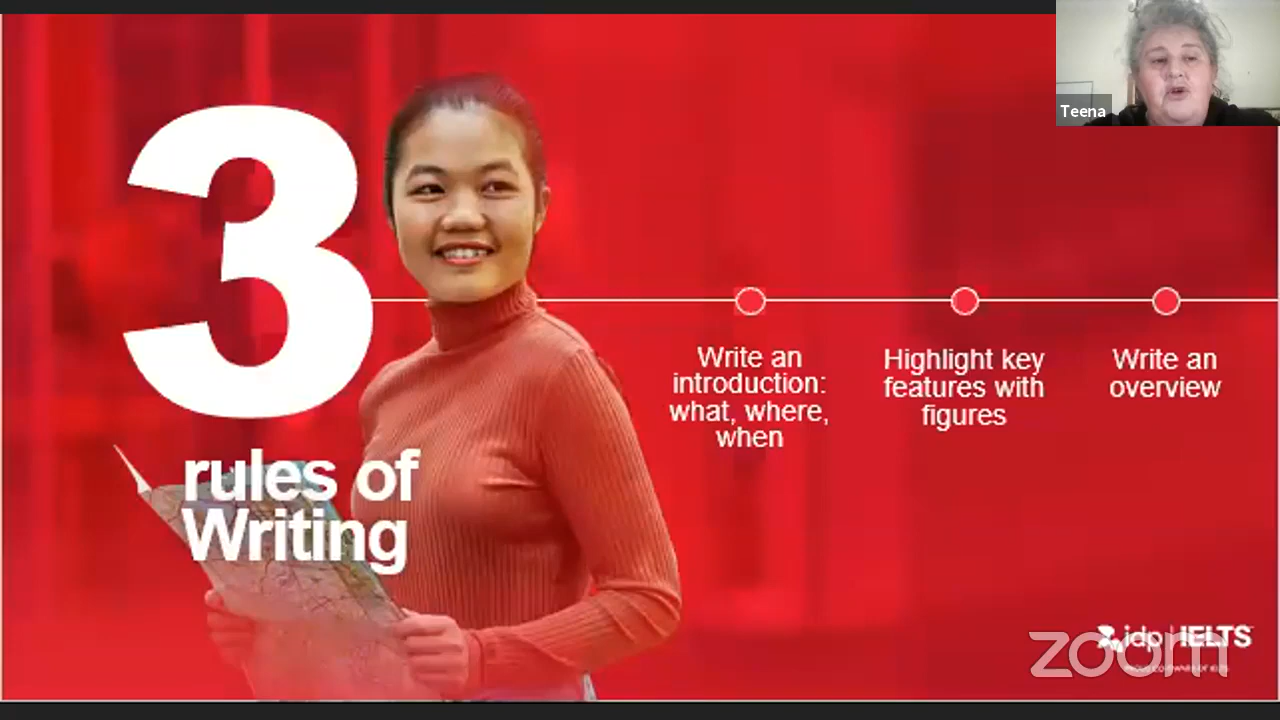 Teena
3
rules of
Writing
Write an
introduction:
what, where,
when
Highlight key
features with
figures
Write an
overview
idp IELTS
zoom